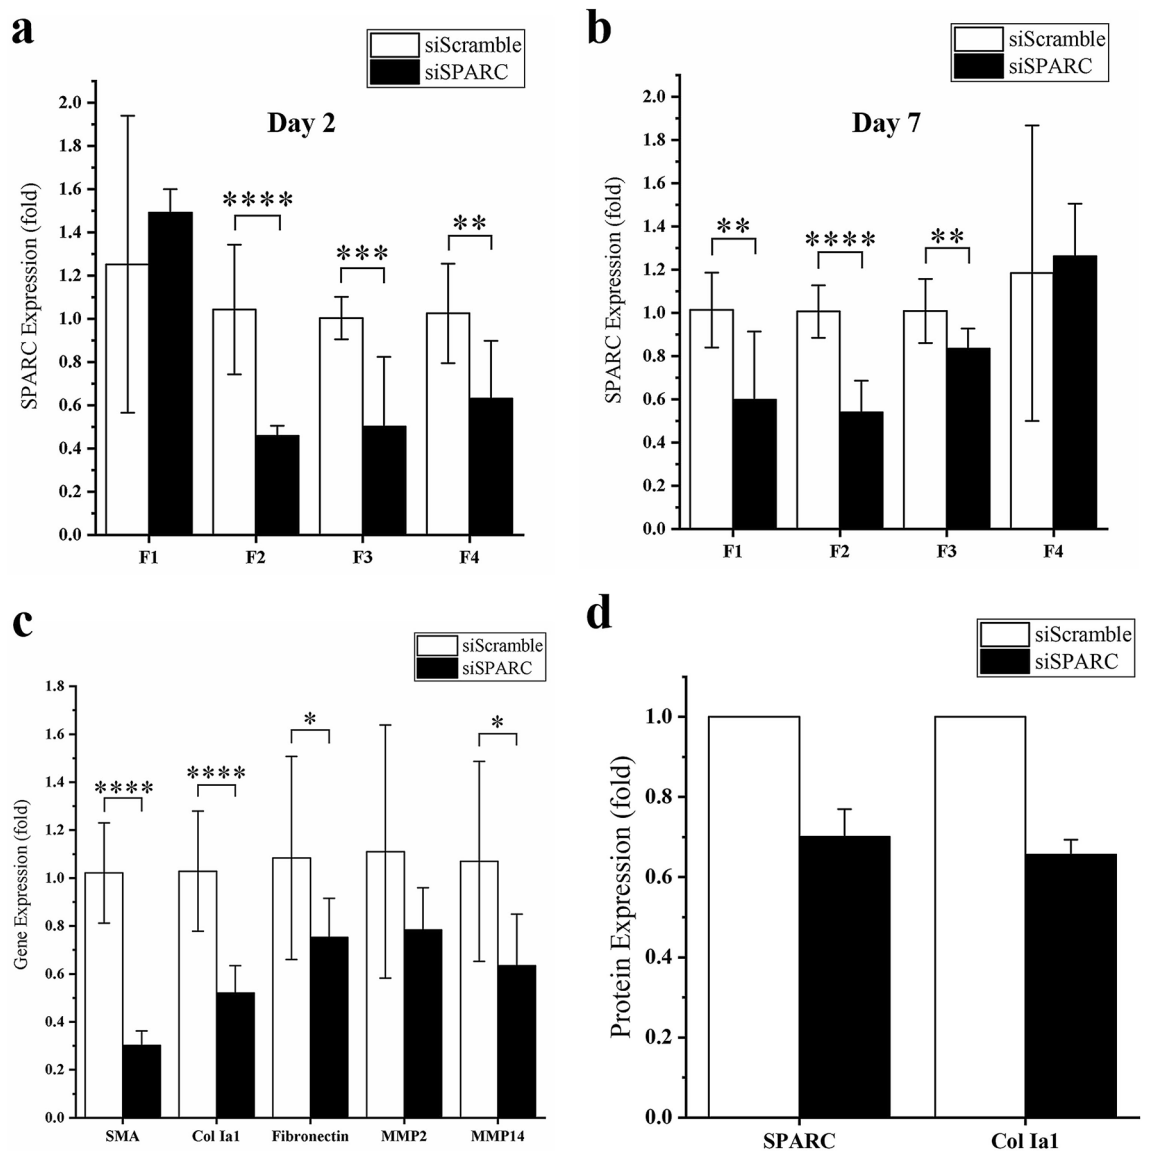 a
siScramble
siSPARC
Day 2
SPARC Expression (fold)
2.0
1.8
1.6
1.4
1.2
1.0
0.8
0.6
0.4
0.2
0.0
****
***
**
F1 F2 F3 F4
b
siScramble
siSPARC
Day 7
SPARC Expression (fold)
2.0
1.8
1.6
1.4
1.2
1.0
0.8
0.6
0.4
0.2
0.0
**
****
**
F1 F2 F3 F4
c
siScramble
siSPARC
Gene Expression (fold)
1.8
1.6
1.4
1.2
1.0
0.8
0.6
0.4
0.2
0.0
****
****
*
*
SMA Col Ia1 Fibronectin MMP2 MMP14
d
siScramble
siSPARC
Protein Expression (fold)
1.0
0.8
0.6
0.4
0.2
0.0
SPARC Col Ia1